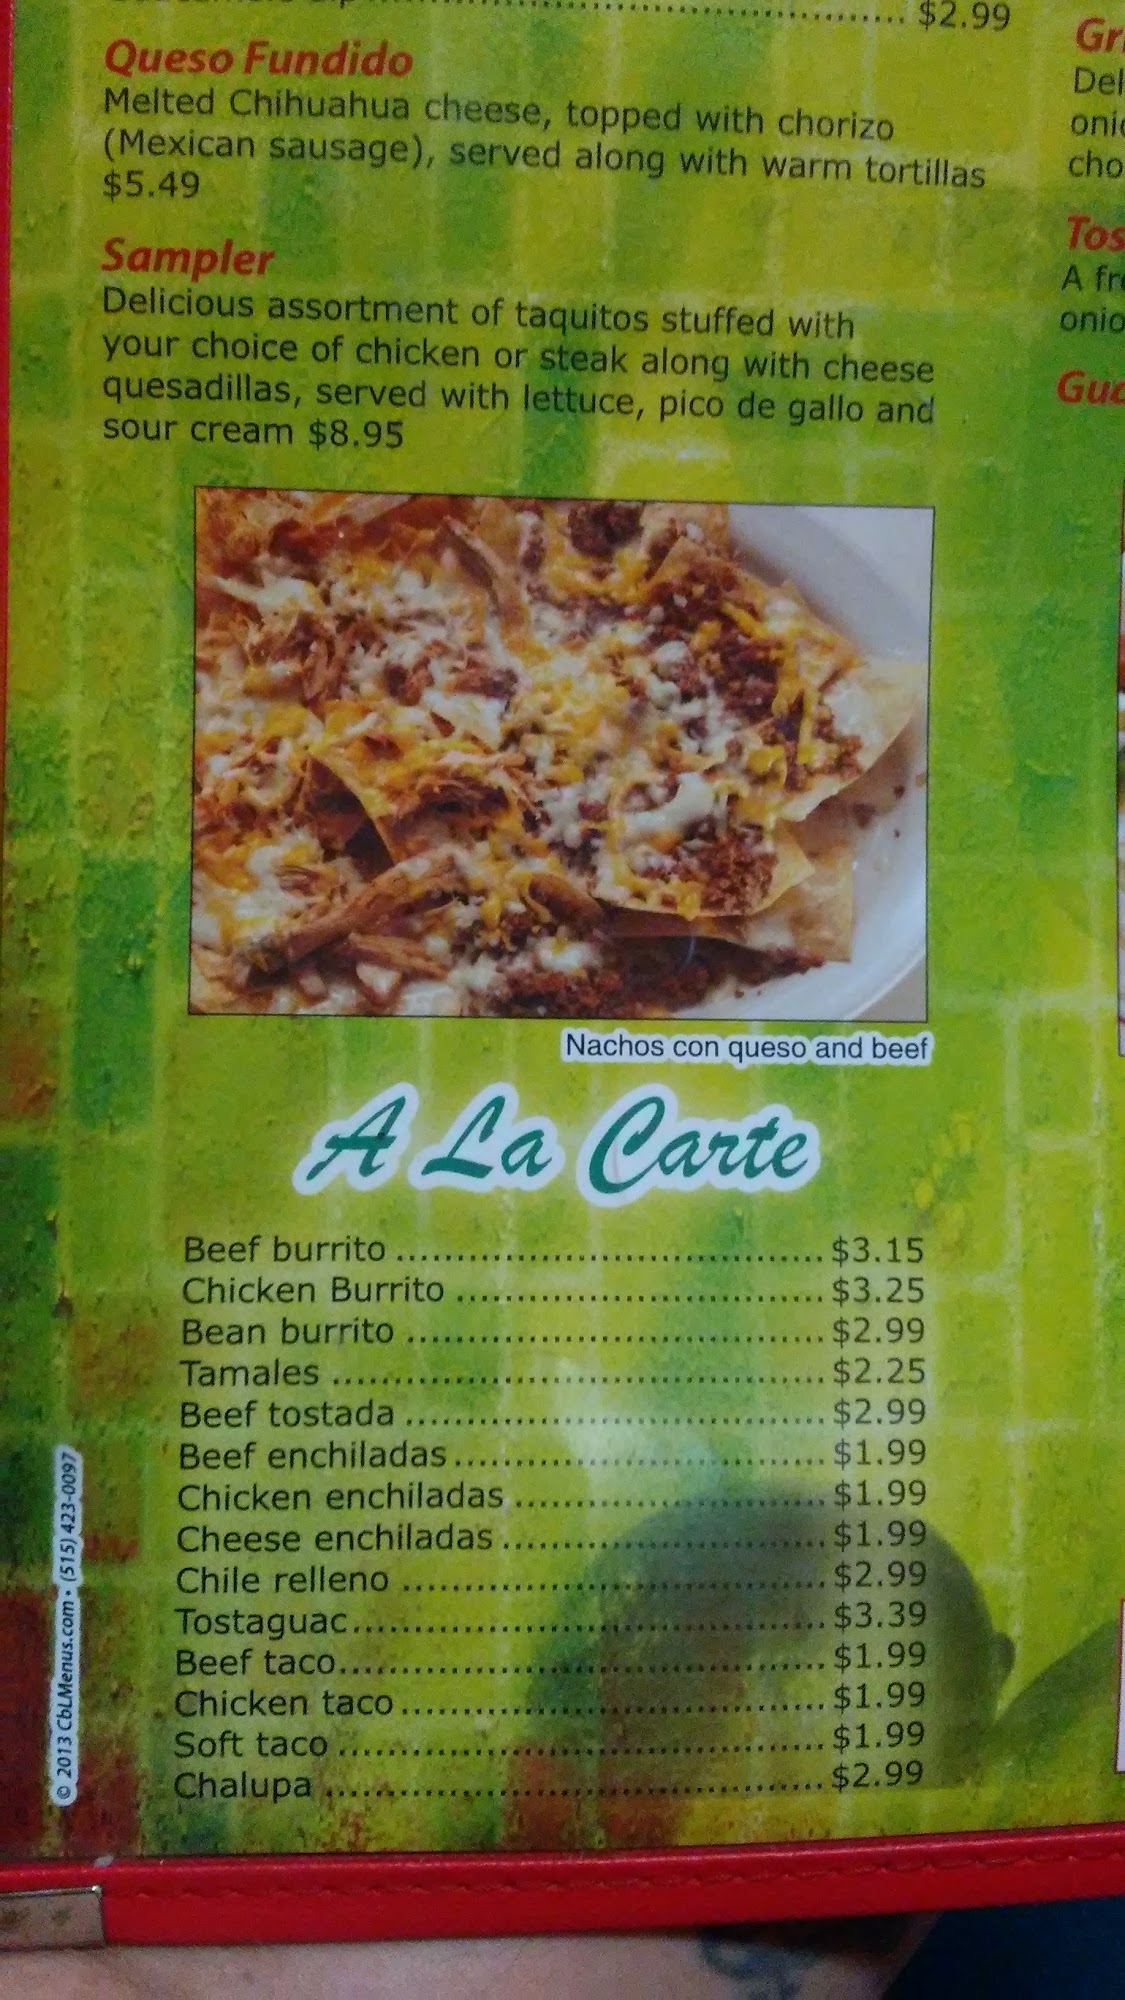 $2.99
Queso Fundido
Melted Chihuahua cheese, topped with chorizo
(Mexican sausage), served along with warm tortillas
$5.49
Sampler
Delicious assortment of taquitos stuffed with
your choice of chicken or steak along with cheese
quesadillas, served with lettuce, pico de gallo and
sour cream $8.95
Nachos con queso and beef
A La Carte
Beef burrito $3.15
Chicken Burrito $3.25
Bean burrito $2.99
Tamales $2.25
Beef tostada $2.99
Beef enchiladas $1.99
Chicken enchiladas $1.99
Cheese enchiladas $1.99
Chile relleno $2.99
Tostaguac $3.39
Beef taco $1.99
Chicken taco $1.99
Soft taco $1.99
Chalupa $2.99
© 2013 CbLMenus.com • (515) 423-0097
A